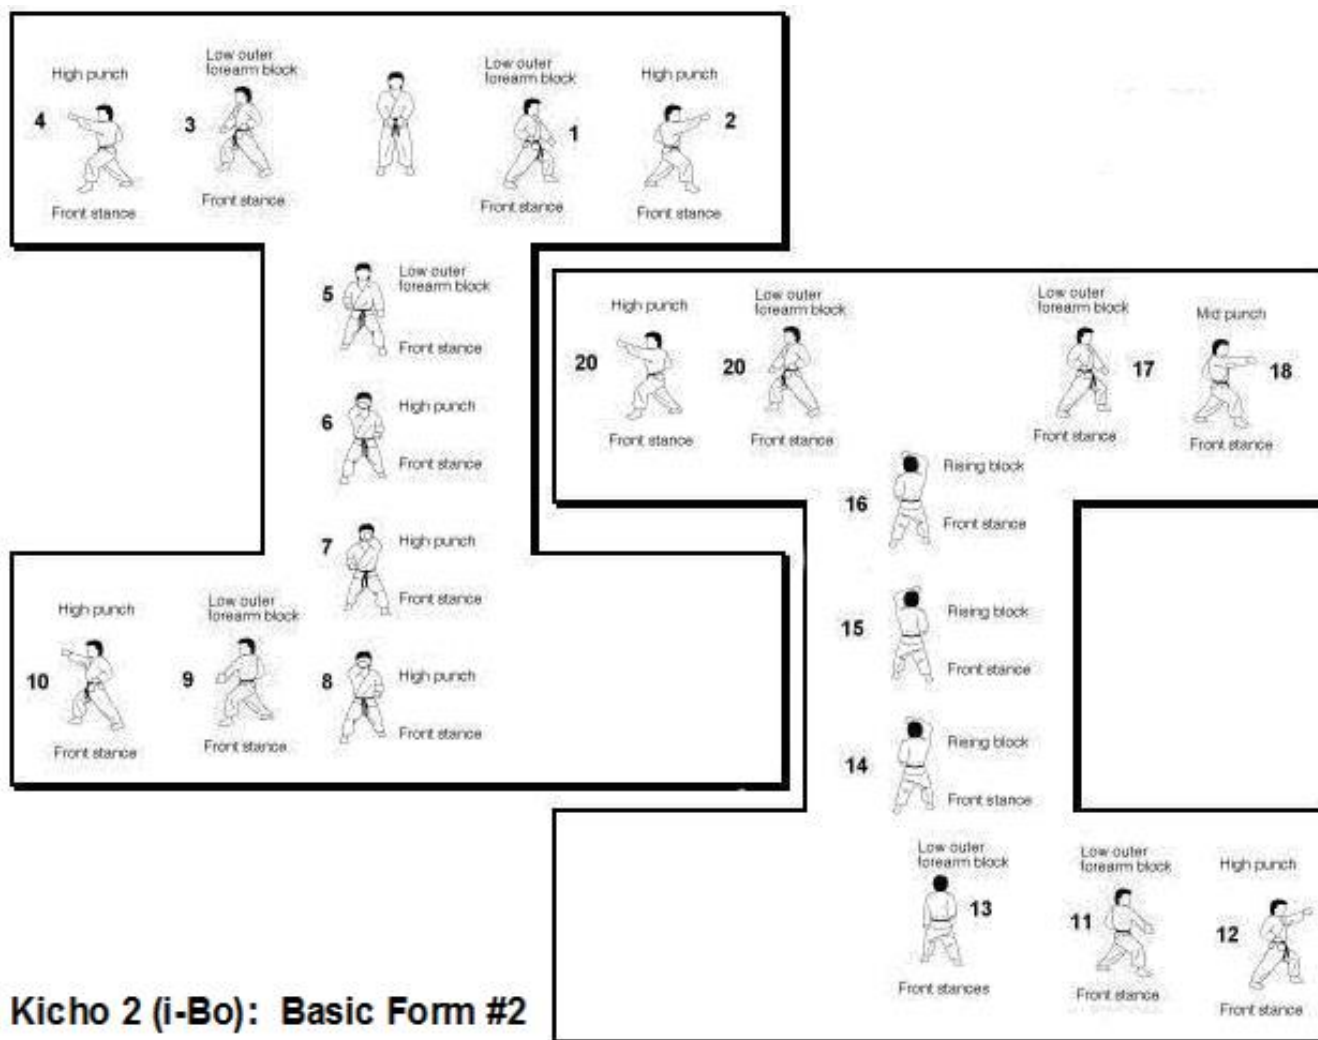 High punch
4
Front stance
Low outer
forearm block
3
Front stance
Low outer
forearm block
1
Front stance
High punch
2
Front stance
5
Low outer
forearm block
Front stance
6
High punch
Front stance
7
High punch
Front stance
8
High punch
Front stance
Low outer
forearm block
9
Front stance
High punch
10
Front stance
High punch
20
Front stance
Low outer
forearm block
20
Front stance
Low outer
forearm block
17
Front stance
Mid punch
18
Front stance
16
Rising block
Front stance
15
Rising block
Front stance
14
Rising block
Front stance
Low outer
forearm block
13
Front stances
Low outer
forearm block
11
Front stance
High punch
12
Front stance
Kicho 2 (i-Bo): Basic Form #2